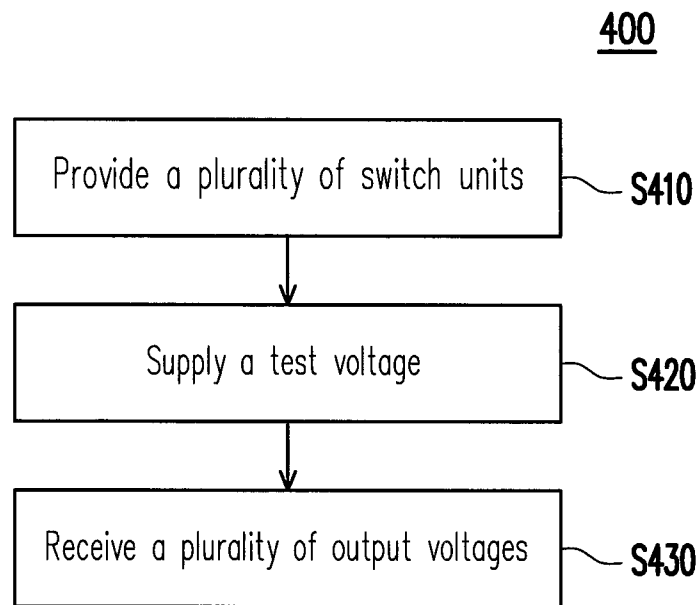 400
Provide a plurality of switch units
S410
Supply a test voltage
S420
Receive a plurality of output voltages
S430